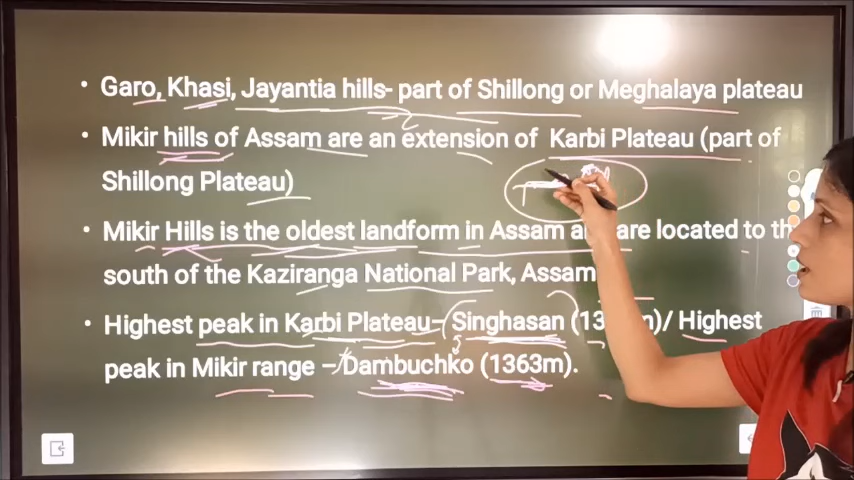 • Garo, Khasi, Jayantia hills- part of Shillong or Meghalaya plateau
• Mikir hills of Assam are an extension of Karbi Plateau (part of
Shillong Plateau)
• Mikir Hills is the oldest landform in Assam are located to
south of the Kaziranga National Park, Assam
• Highest peak in Karbi Plateau- Singhasan / Highest
peak in Mikir range – Dambuchko (1363m).